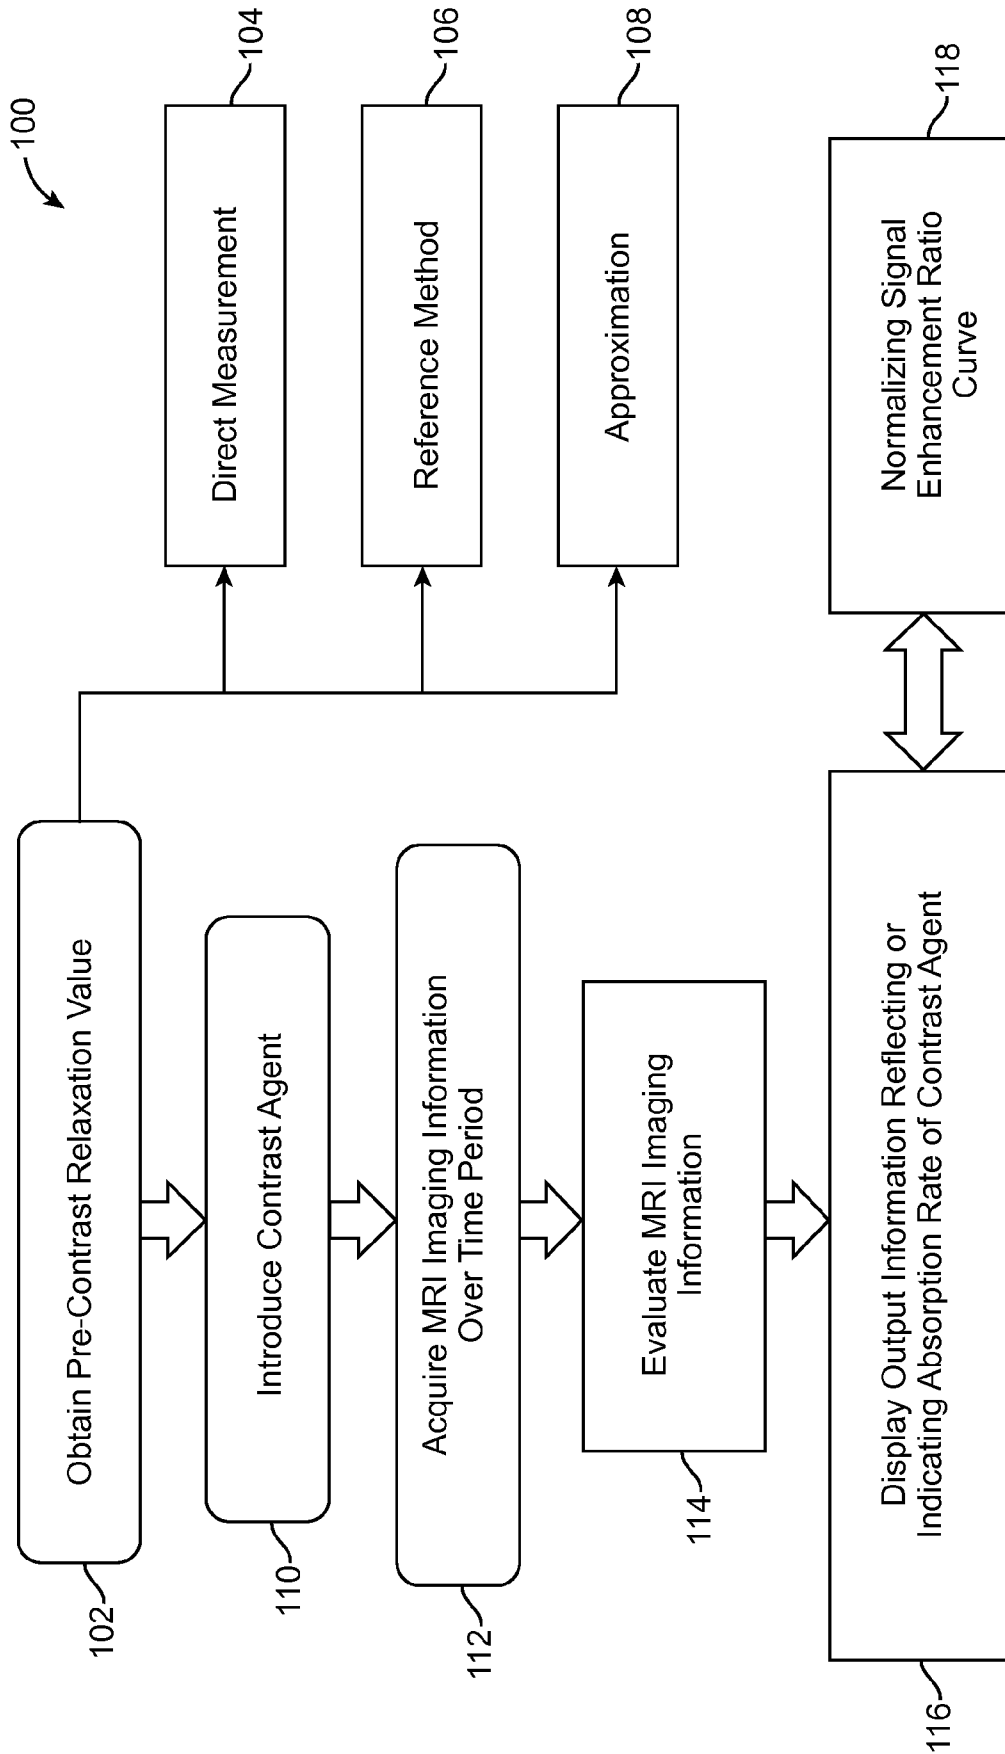 100
Obtain Pre-Contrast Relaxation Value
102
Direct Measurement
104
Reference Method
106
Approximation
108
Introduce Contrast Agent
110
Acquire MRI Imaging Information
Over Time Period
112
Evaluate MRI Imaging
Information
114
Display Output Information Reflecting or
Indicating Absorption Rate of Contrast Agent
116
Normalizing Signal
Enhancement Ratio
Curve
118